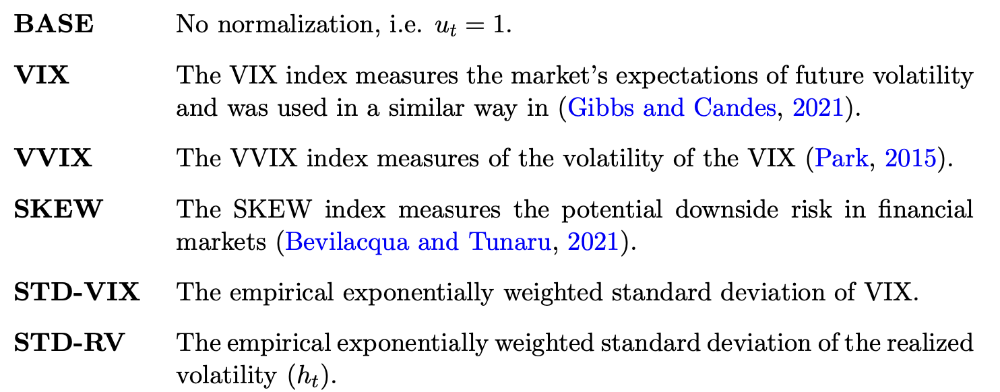 BASE No normalization, i.e. uₜ = 1.
VIX The VIX index measures the market’s expectations of future volatility
and was used in a similar way in (Gibbs and Candes, 2021).
VVIX The VVIX index measures of the volatility of the VIX (Park, 2015).
SKEW The SKEW index measures the potential downside risk in financial
markets (Bevilacqua and Tunaru, 2021).
STD-VIX The empirical exponentially weighted standard deviation of VIX.
STD-RV The empirical exponentially weighted standard deviation of the realized
volatility (hₜ).